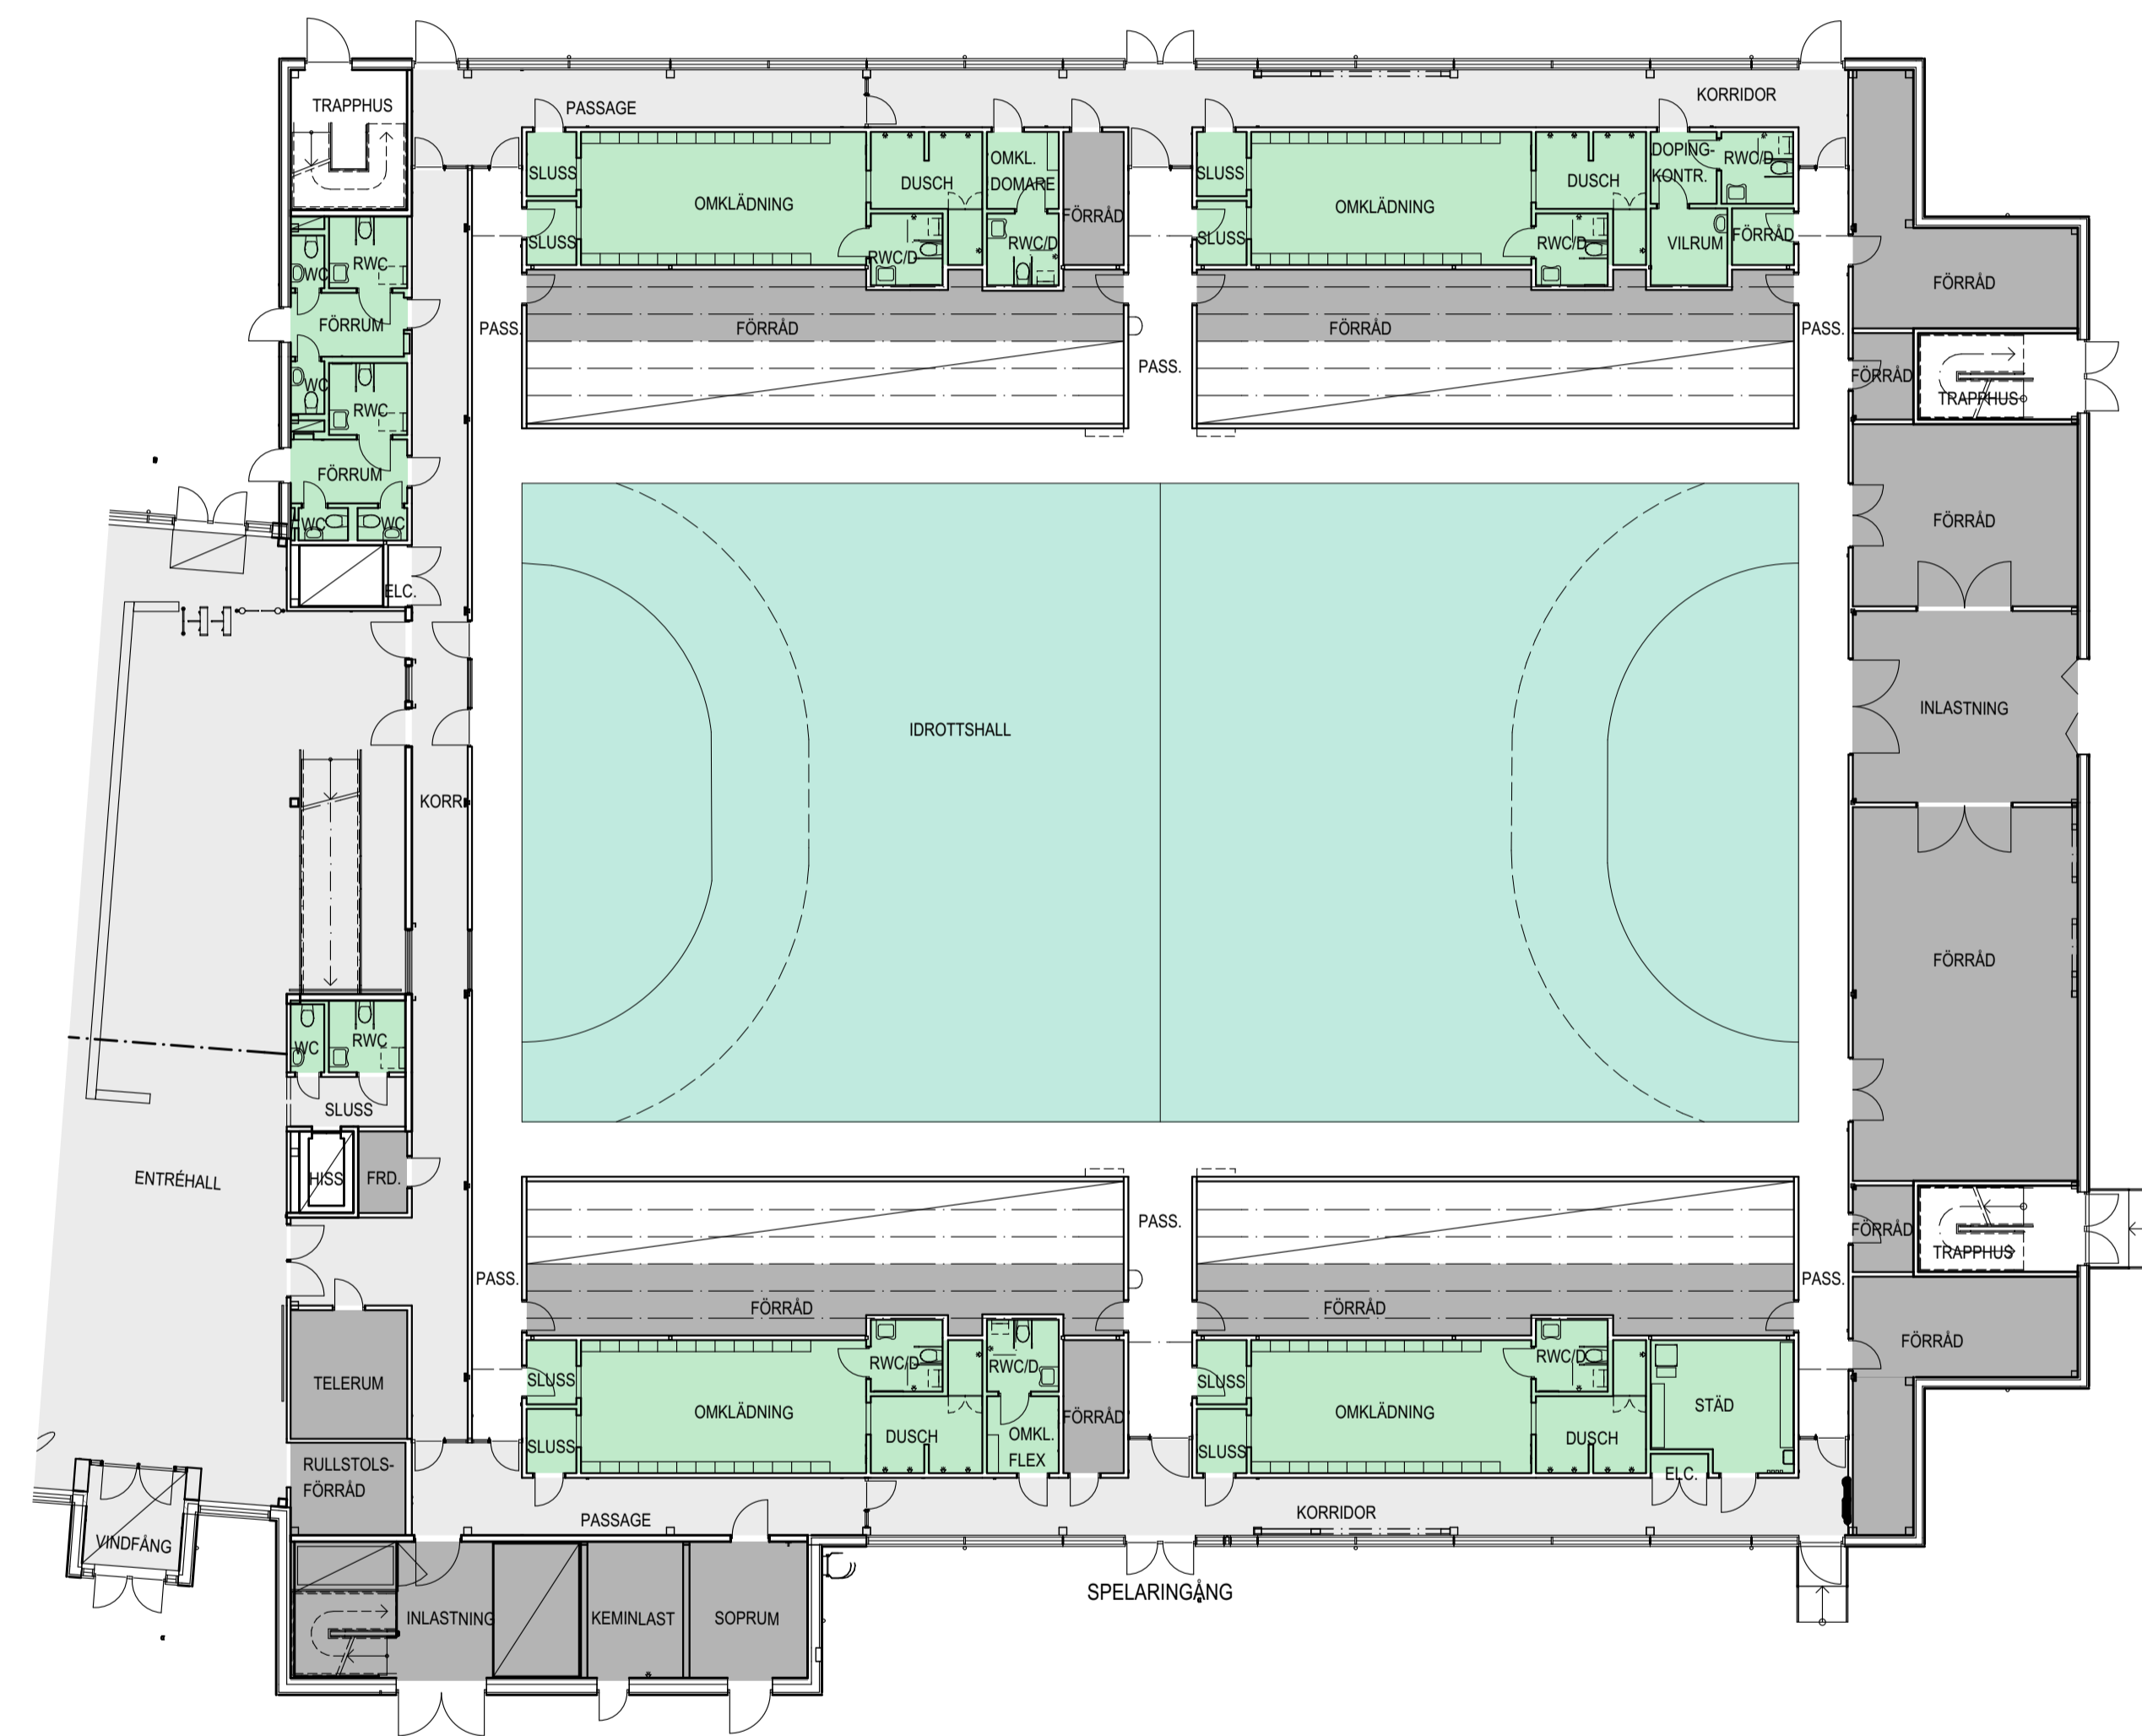 TRAPPHUS
PASSAGE
KORRIDOR
SLUSS
OMKLÄDNING
DUSCH
OMKL.
DOMARE
FÖRRÅD
SLUSS
RWC/D
RWC/D
SLUSS
OMKLÄDNING
DUSCH
DOPING-
KONTR.
RWC/D
SLUSS
RWC/D
VILRUM
FÖRRÅD
WC
RWC
FÖRRUM
WC
RWC
FÖRRUM
WC
WC
ELC.
PASS.
FÖRRÅD
PASS.
FÖRRÅD
PASS.
FÖRRÅD
FÖRRÅD
TRAPPHUS
FÖRRÅD
INLASTNING
IDROTTSHALL
KORR.
FÖRRÅD
WC
RWC
SLUSS
HISS
FRD.
ENTRÉHALL
PASS.
FÖRRÅD
PASS.
FÖRRÅD
PASS.
FÖRRÅD
TRAPPHUS
FÖRRÅD
TELERUM
SLUSS
OMKLÄDNING
RWC/D
RWC/D
FÖRRÅD
SLUSS
DUSCH
OMKL.
FLEX
SLUSS
OMKLÄDNING
RWC/D
STÄD
SLUSS
DUSCH
ELC.
RULLSTOLS-
FÖRRÅD
PASSAGE
KORRIDOR
VINDFÅNG
SPELARINGÅNG
INLASTNING
KEMINLAST
SOPRUM